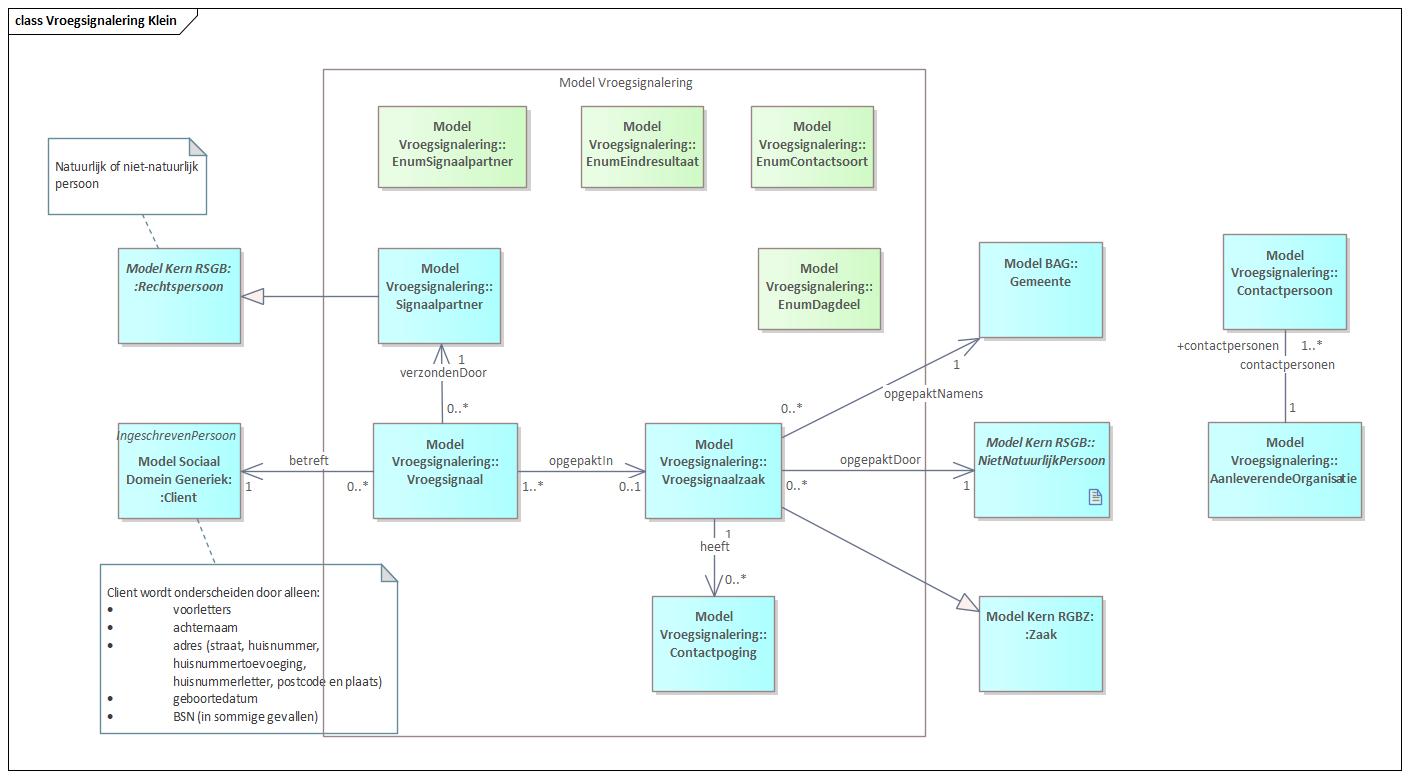 class Vroegsignalering Klein
Model Vroegsignalering
Model
Vroegsignalering::
EnumSignaalpartner
Model
Vroegsignalering::
EnumEindresultaat
Model
Vroegsignalering::
EnumContactsoort
Natuurlijk of niet-natuurlijk
persoon
Model Kern RSGB:
:Rechtspersoon
Model
Vroegsignalering::
Signaalpartner
Model
Vroegsignalering::
EnumDagdeel
Model BAG::
Gemeente
Model
Vroegsignalering::
Contactpersoon
+contactpersonen
1..*
contactpersonen
1
1
verzondenDoor
0..*
1
opgepaktNamens
0..*
IngeschrevenPersoon
Model Sociaal
Domein Generiek:
:Client
betreft
1
0..*
Model
Vroegsignalering::
Vroegsignaal
opgepaktIn
1..*
0..1
Model
Vroegsignalering::
Vroegsignaalzaak
opgepaktDoor
0..*
1
Model Kern RSGB::
NietNatuurlijkPersoon
Model
Vroegsignalering::
AanleverendeOrganisatie
1
heeft
0..*
Model
Vroegsignalering::
Contactpoging
Model Kern RGBZ:
:Zaak
Client wordt onderscheiden door alleen:
• voorletters
• achternaam
• adres (straat, huisnummer,
huisnummertoevoeging,
huisnummerletter, postcode en plaats)
• geboortedatum
• BSN (in sommige gevallen)